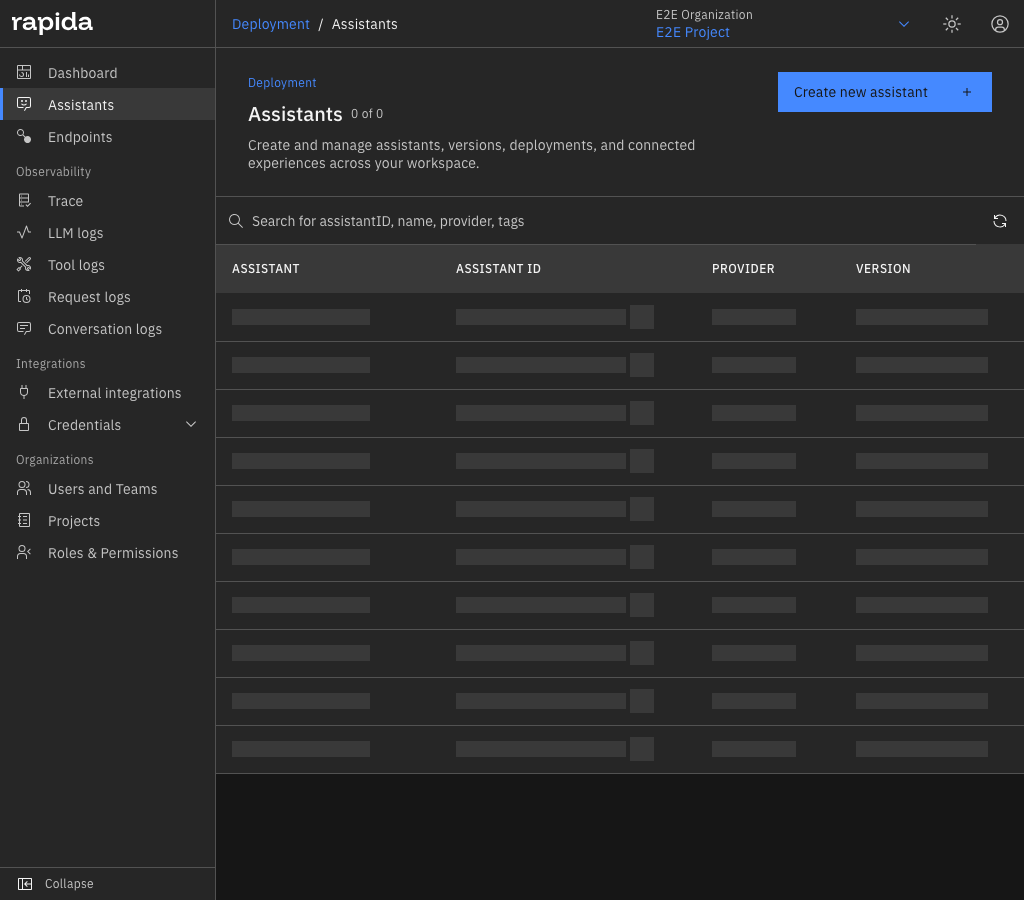 rapida
Deployment / Assistants
E2E Organization
E2E Project
Dashboard
Assistants
Endpoints
Observability
Trace
LLM logs
Tool logs
Request logs
Conversation logs
Integrations
External integrations
Credentials
Organizations
Users and Teams
Projects
Roles & Permissions
Collapse
Deployment
Assistants 0 of 0
Create and manage assistants, versions, deployments, and connected
experiences across your workspace.
Create new assistant +
Search for assistantID, name, provider, tags
ASSISTANT ASSISTANT ID PROVIDER VERSION